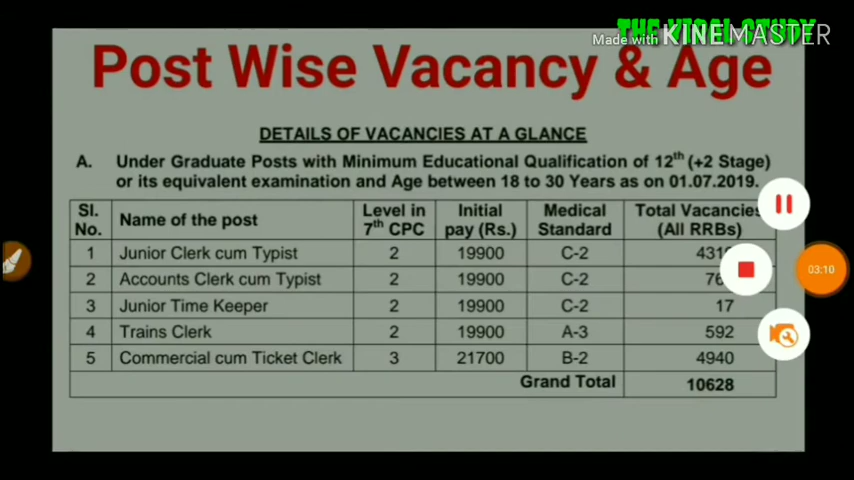 THE VIRAL STUDY
Made with KINEMASTER
Post Wise Vacancy & Age
DETAILS OF VACANCIES AT A GLANCE
A. Under Graduate Posts with Minimum Educational Qualification of 12th (+2 Stage)
or its equivalent examination and Age between 18 to 30 Years as on 01.07.2019.
Sl. No. Name of the post Level in 7th CPC Initial pay (Rs.) Medical Standard Total Vacancies (All RRBs)
1 Junior Clerk cum Typist 2 19900 C-2
2 Accounts Clerk cum Typist 2 19900 C-2
3 Junior Time Keeper 2 19900 C-2 17
4 Trains Clerk 2 19900 A-3 592
5 Commercial cum Ticket Clerk 3 21700 B-2 4940
Grand Total 10628
03:10